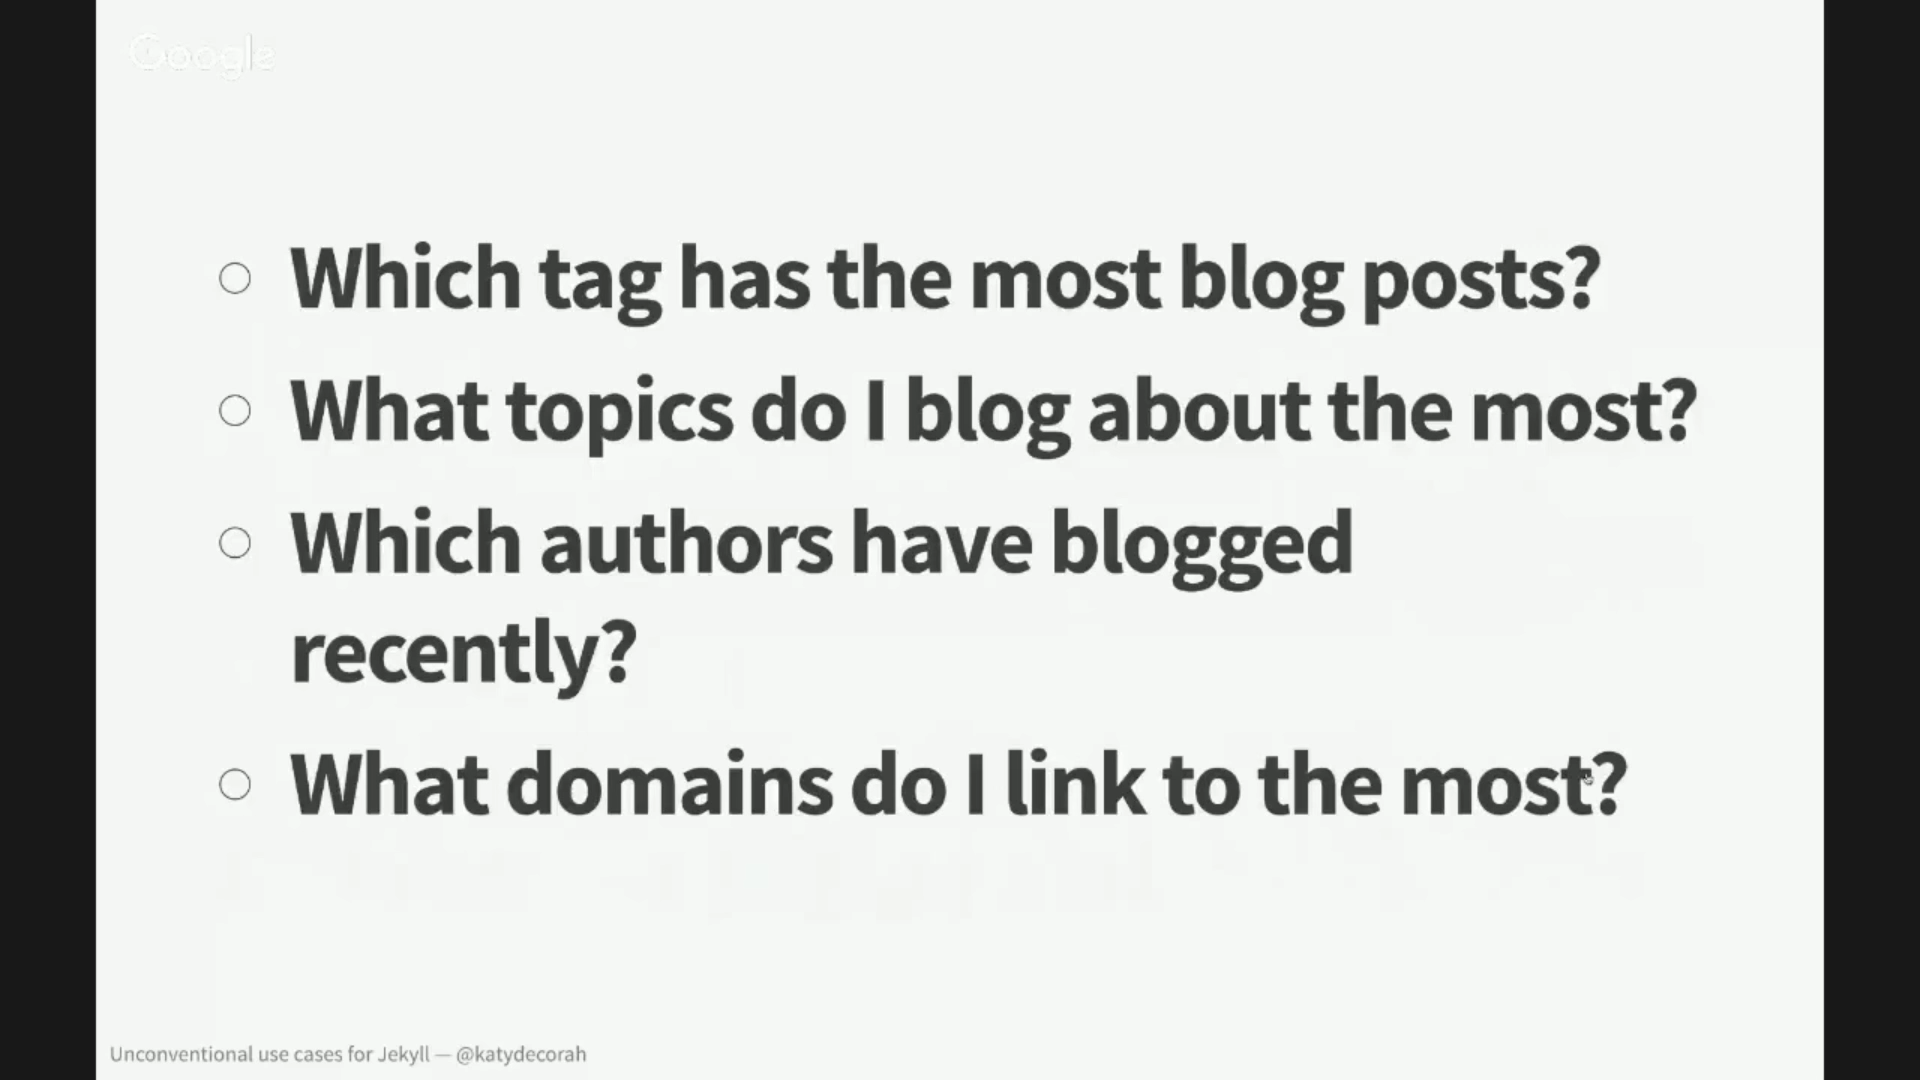 Google
Which tag has the most blog posts?
What topics do I blog about the most?
Which authors have blogged
recently?
What domains do I link to the most?
Unconventional use cases for Jekyll — @katydecorah